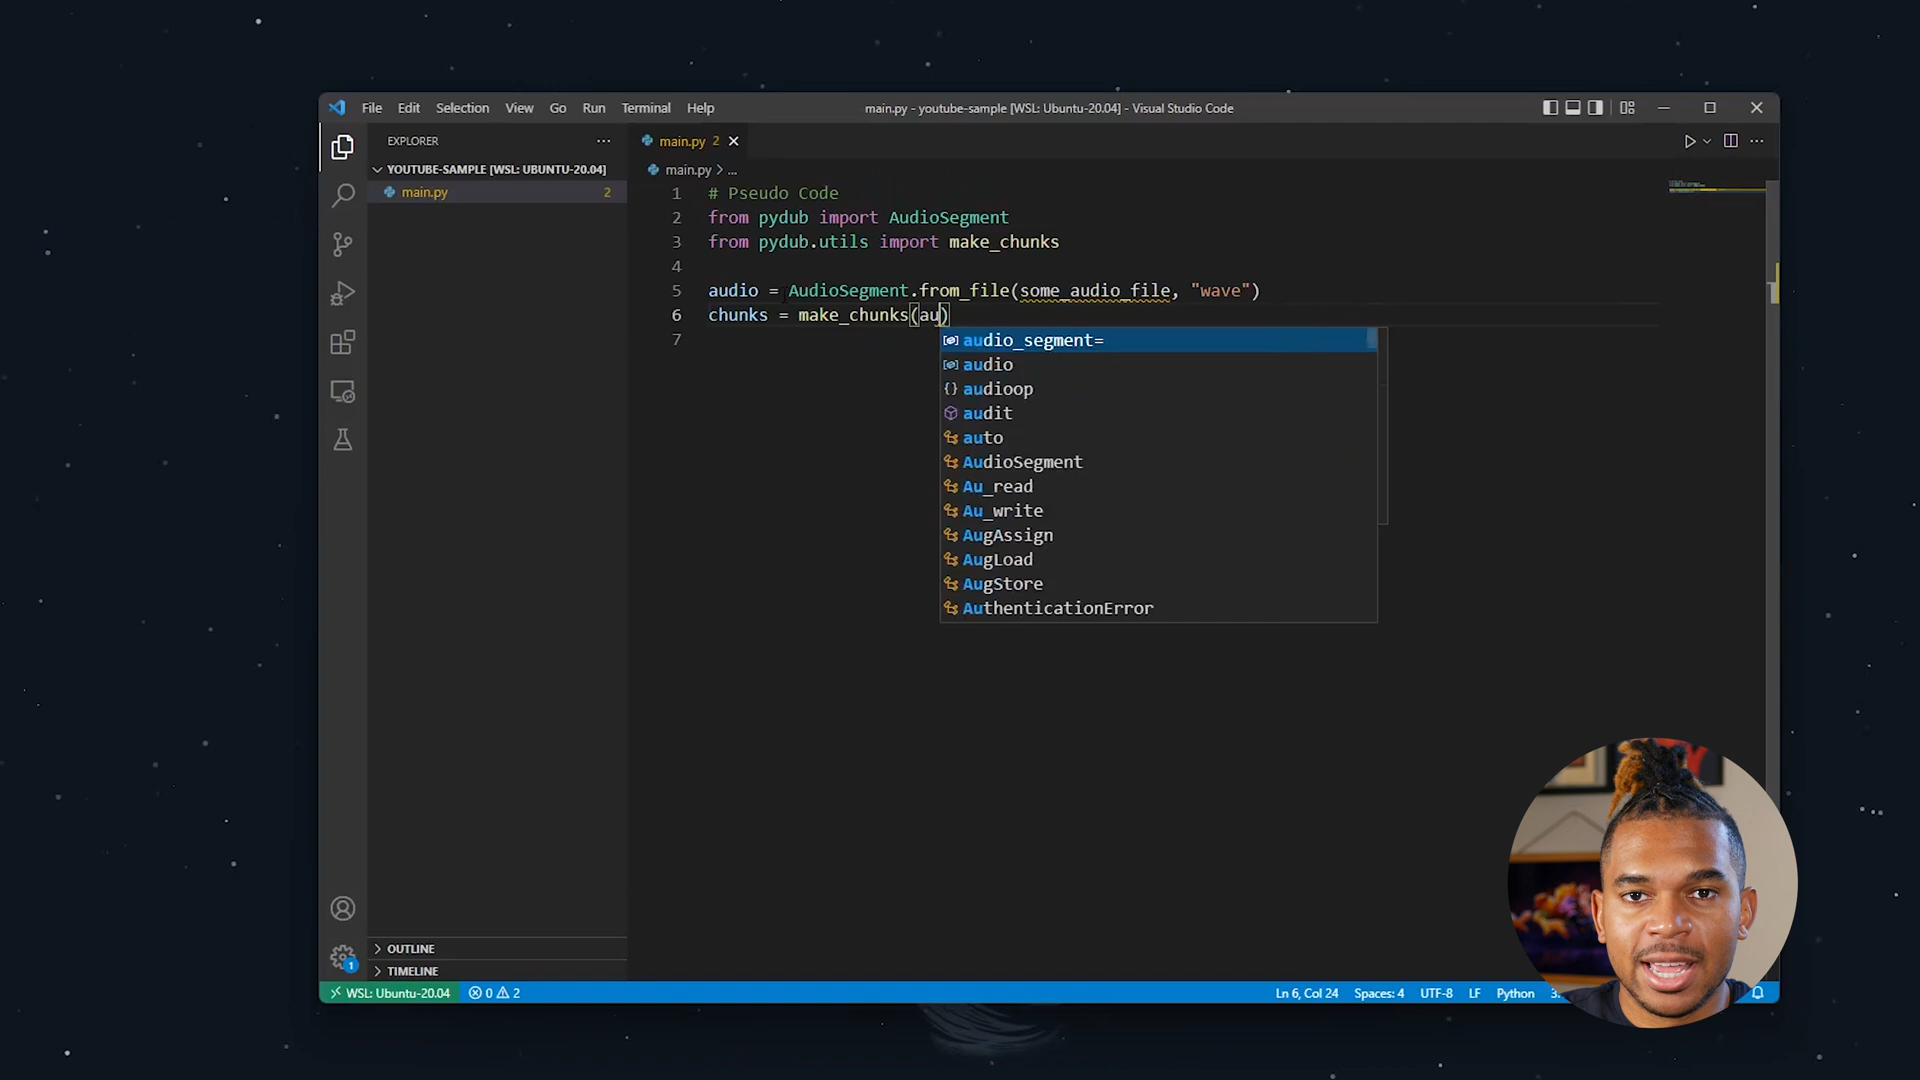 File Edit Selection View Go Run Terminal Help
main.py - youtube-sample [WSL: Ubuntu-20.04] - Visual Studio Code
EXPLORER
main.py 2
YOUTUBE-SAMPLE [WSL: UBUNTU-20.04]
main.py 2
main.py > ...
1 # Pseudo Code
2 from pydub import AudioSegment
3 from pydub.utils import make_chunks
4
5 audio = AudioSegment.from_file(some_audio_file, "wave")
6 chunks = make_chunks(au)
7
audio_segment=
audio
audioop
audit
auto
AudioSegment
Au_read
Au_write
AugAssign
AugLoad
AugStore
AuthenticationError
OUTLINE
1
TIMELINE
WSL: Ubuntu-20.04 0 2 Ln 6, Col 24 Spaces: 4 UTF-8 LF Python